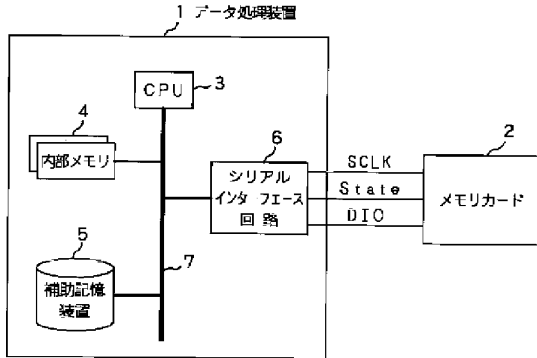 1 データ処理装置
CPU
3
4
内部メモリ
6
シリアル
インタフェース
回路
SCLK
State
DIO
2
メモリカード
5
補助記憶
装置
7